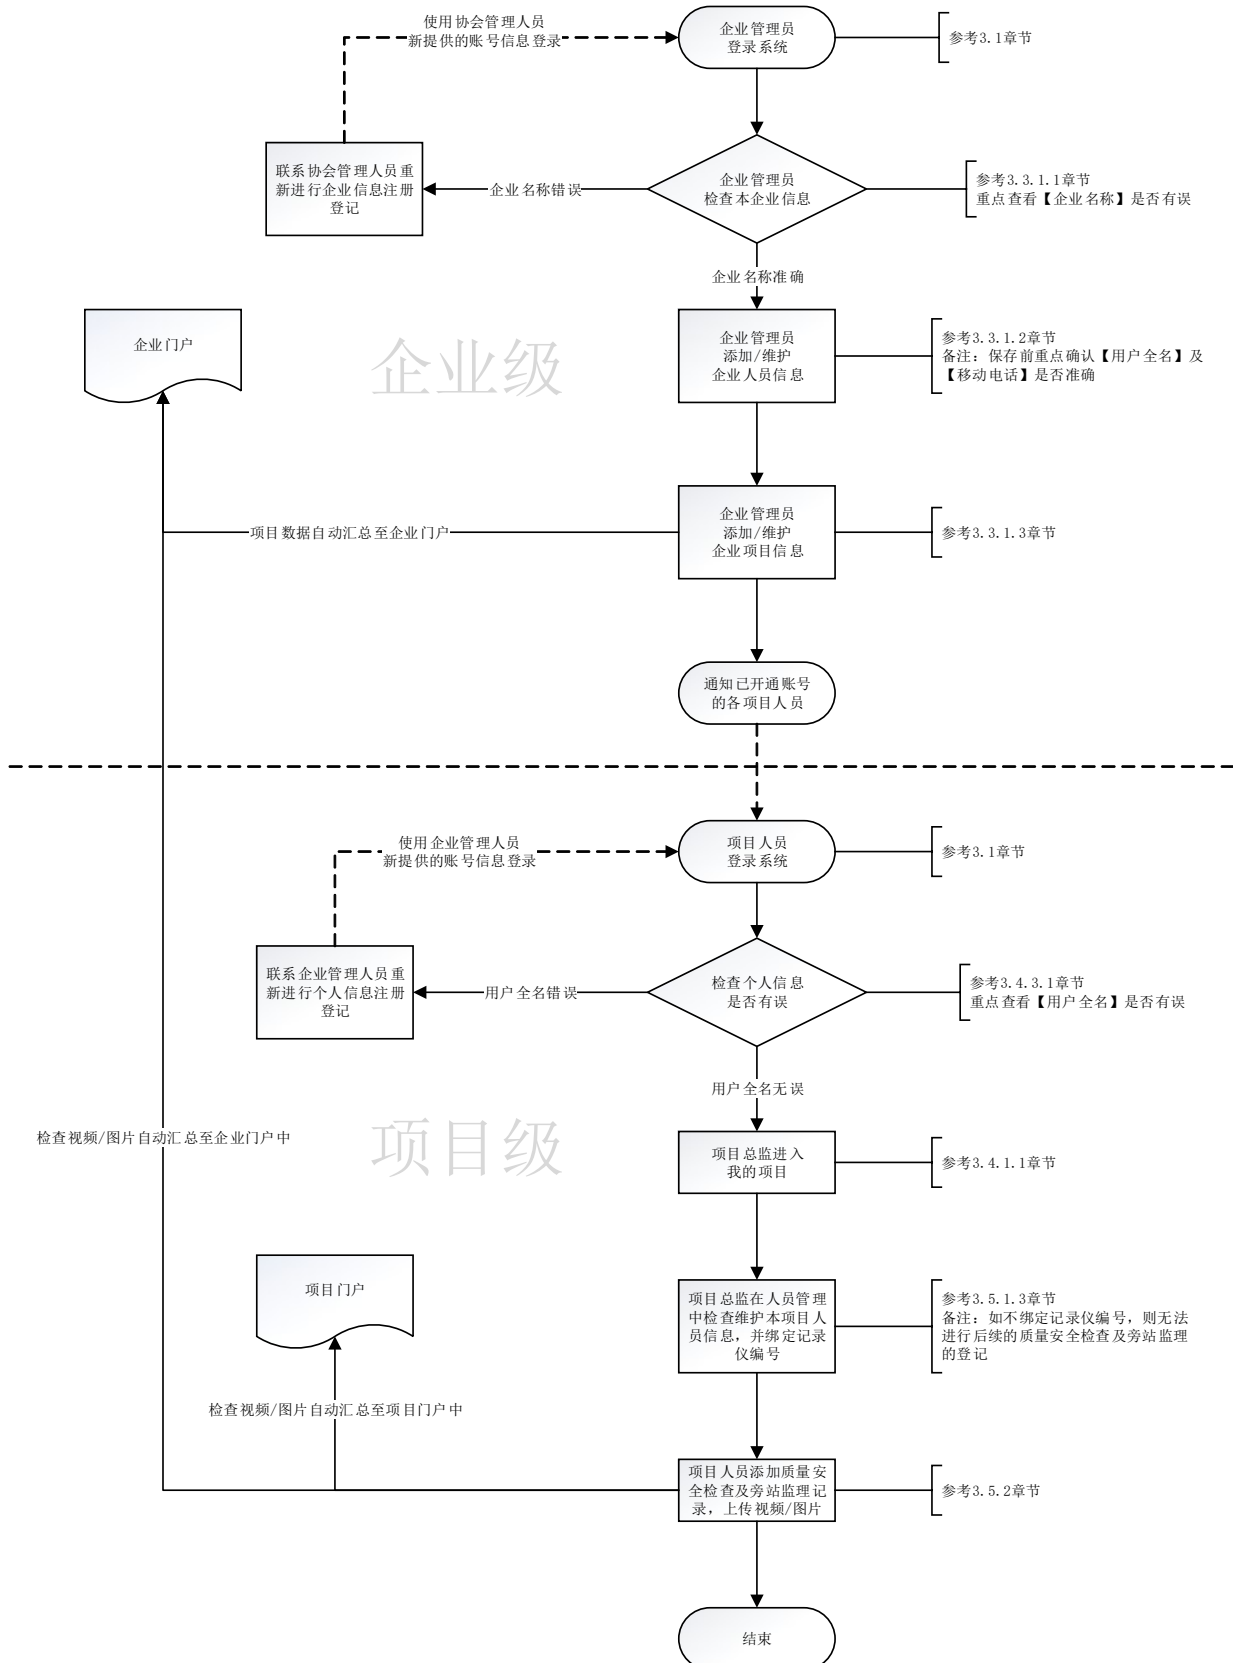 使用协会管理人员
新提供的账号信息登录
企业管理员
登录系统
参考3.1章节
联系协会管理人员重
新进行企业信息注册
登记
企业名称错误
企业管理员
检查本企业信息
参考3.3.1.1章节
重点查看【企业名称】是否有误
企业名称准确
企业门户
企业级
企业管理员
添加/维护
企业人员信息
参考3.3.1.2章节
备注：保存前重点确认【用户全名】及
【移动电话】是否准确
项目数据自动汇总至企业门户
企业管理员
添加/维护
企业项目信息
参考3.3.1.3章节
通知已开通账号
的各项目人员
使用企业管理人员
新提供的账号信息登录
项目人员
登录系统
参考3.1章节
联系企业管理人员重
新进行个人信息注册
登记
用户全名错误
检查个人信息
是否有误
参考3.4.3.1章节
重点查看【用户全名】是否有误
用户全名无误
检查视频/图片自动汇总至企业门户中
项目级
项目总监进入
我的项目
参考3.4.1.1章节
项目门户
项目总监在人员管理
中检查维护本项目人
员信息，并绑定记录
仪编号
参考3.5.1.3章节
备注：如不绑定记录仪编号，则无法
进行后续的质量安全检查及旁站监理
的登记
检查视频/图片自动汇总至项目门户中
项目人员添加质量安
全检查及旁站监理记
录，上传视频/图片
参考3.5.2章节
结束